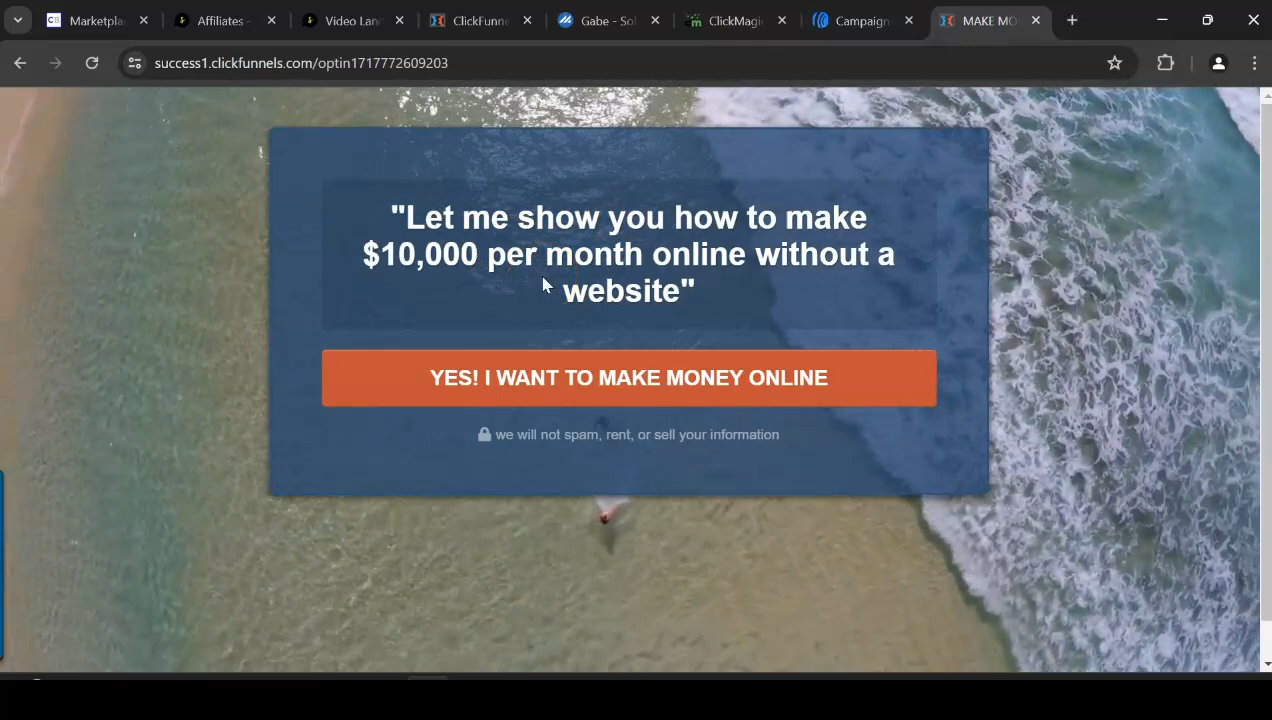 Marketpla
Affiliates -
Video Lan
ClickFunne
Gabe - Sol
ClickMagic
Campaign
MAKE MO
success1.clickfunnels.com/optin1717772609203
"Let me show you how to make
$10,000 per month online without a
website"
YES! I WANT TO MAKE MONEY ONLINE
we will not spam, rent, or sell your information